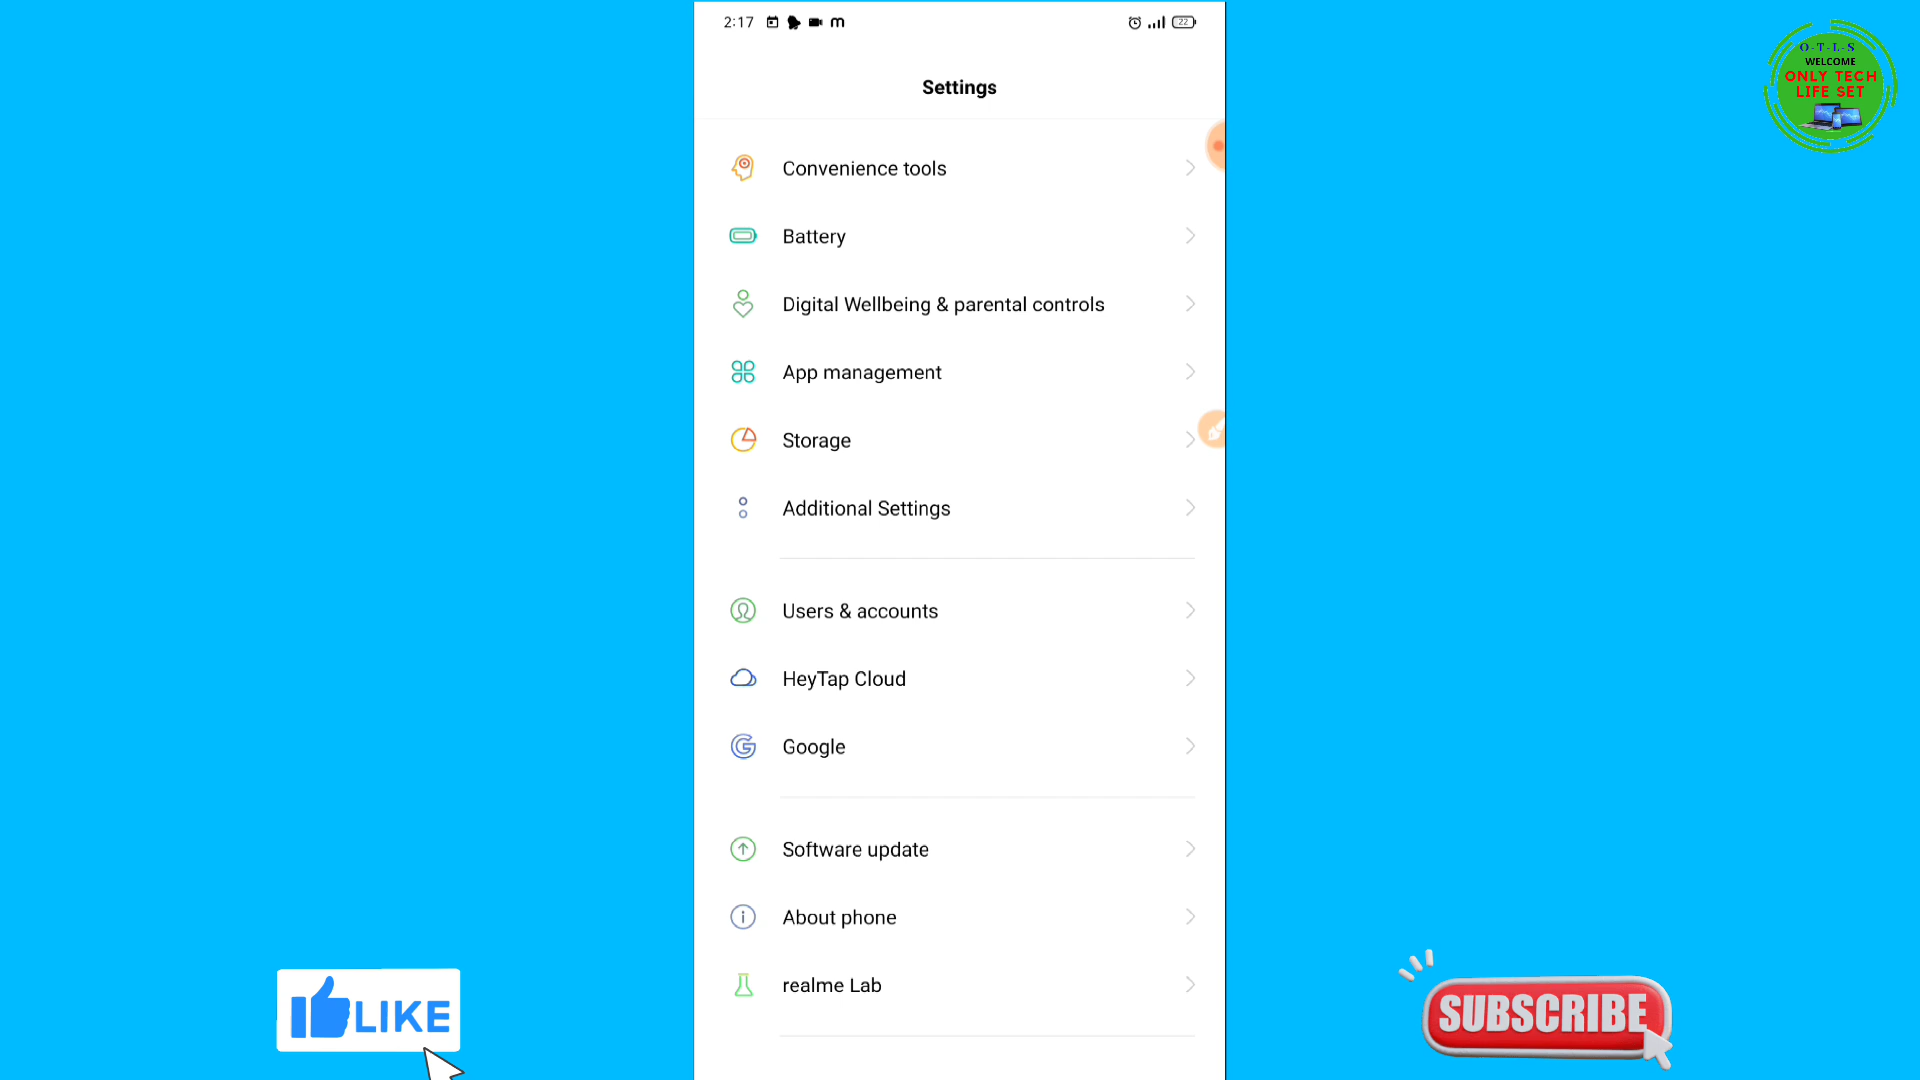 2:17
22
Settings
Convenience tools
Battery
Digital Wellbeing & parental controls
App management
Storage
Additional Settings
Users & accounts
HeyTap Cloud
Google
Software update
About phone
realme Lab
O-T-L-S
WELCOME
ONLY TECH
LIFE SET
LIKE
SUBSCRIBE